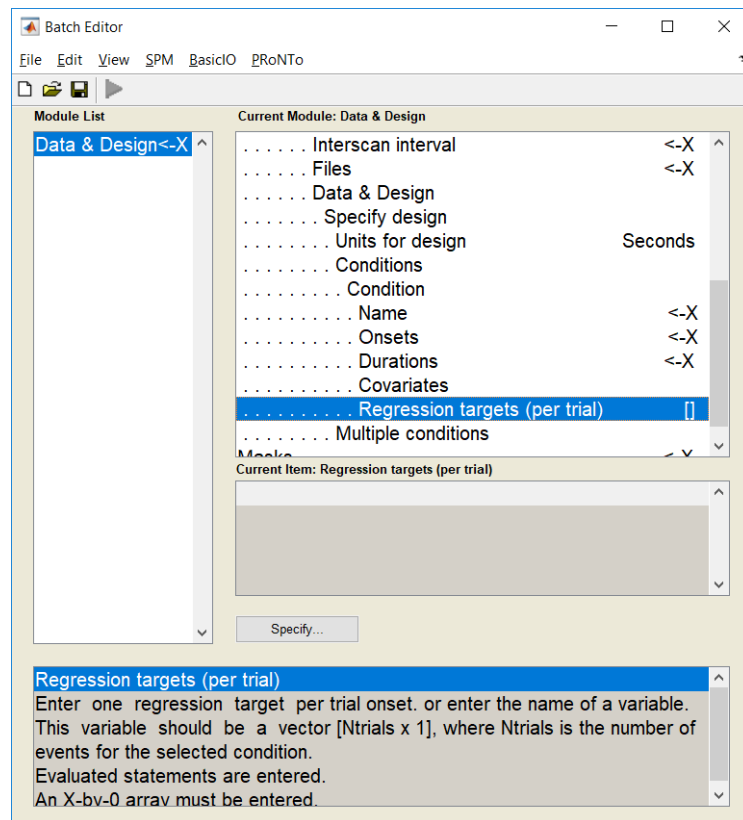 Batch Editor
File Edit View SPM BasicIO PRoNTo
Module List
Data & Design<-X
Current Module: Data & Design
. . . . . . Interscan interval <-X
. . . . . . Files <-X
. . . . . . Data & Design
. . . . . . . Specify design
. . . . . . . . Units for design Seconds
. . . . . . . . Conditions
. . . . . . . . . Condition
. . . . . . . . . . Name <-X
. . . . . . . . . . Onsets <-X
. . . . . . . . . . Durations <-X
. . . . . . . . . . Covariates
. . . . . . . . . . Regression targets (per trial) []
. . . . . . . . Multiple conditions
Masks <-X
Current Item: Regression targets (per trial)
Specify...
Regression targets (per trial)
Enter one regression target per trial onset. or enter the name of a variable.
This variable should be a vector [Ntrials x 1], where Ntrials is the number of
events for the selected condition.
Evaluated statements are entered.
An X-by-0 array must be entered.